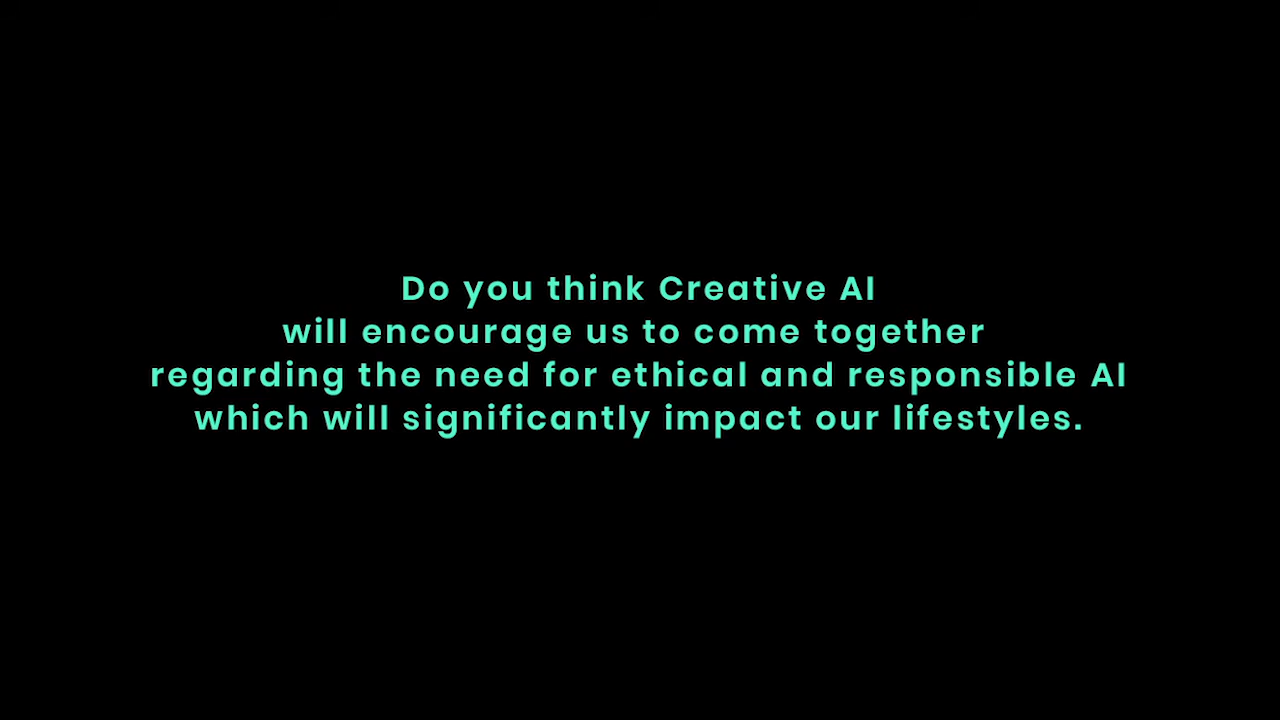 Do you think Creative AI
will encourage us to come together
regarding the need for ethical and responsible AI
which will significantly impact our lifestyles.